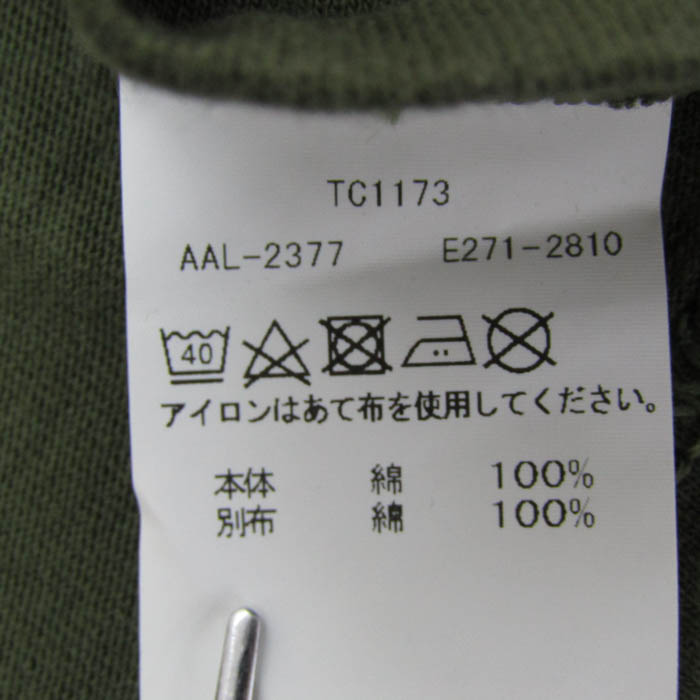 TC1173
AAL-2377 E271-2810
40
アイロンはあて布を使用してください。
本体 綿 100%
別布 綿 100%